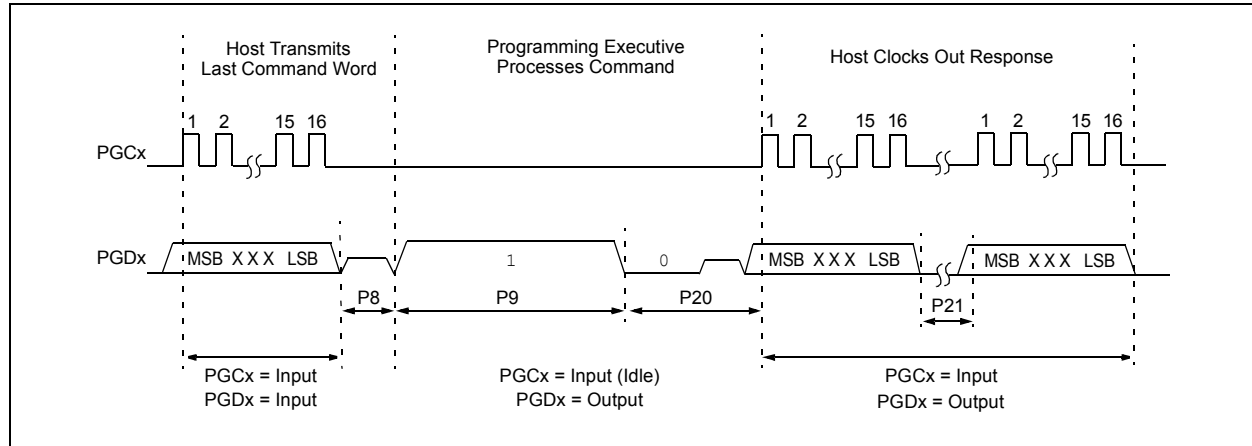 Host Transmits
Last Command Word
Programming Executive
Processes Command
Host Clocks Out Response
1 2 15 16
1 2 15 16
1 2 15 16
PGCx
PGDx
MSB X X X LSB
1
0
MSB X X X LSB
MSB X X X LSB
P8
P9
P20
P21
PGCx = Input
PGDx = Input
PGCx = Input (Idle)
PGDx = Output
PGCx = Input
PGDx = Output